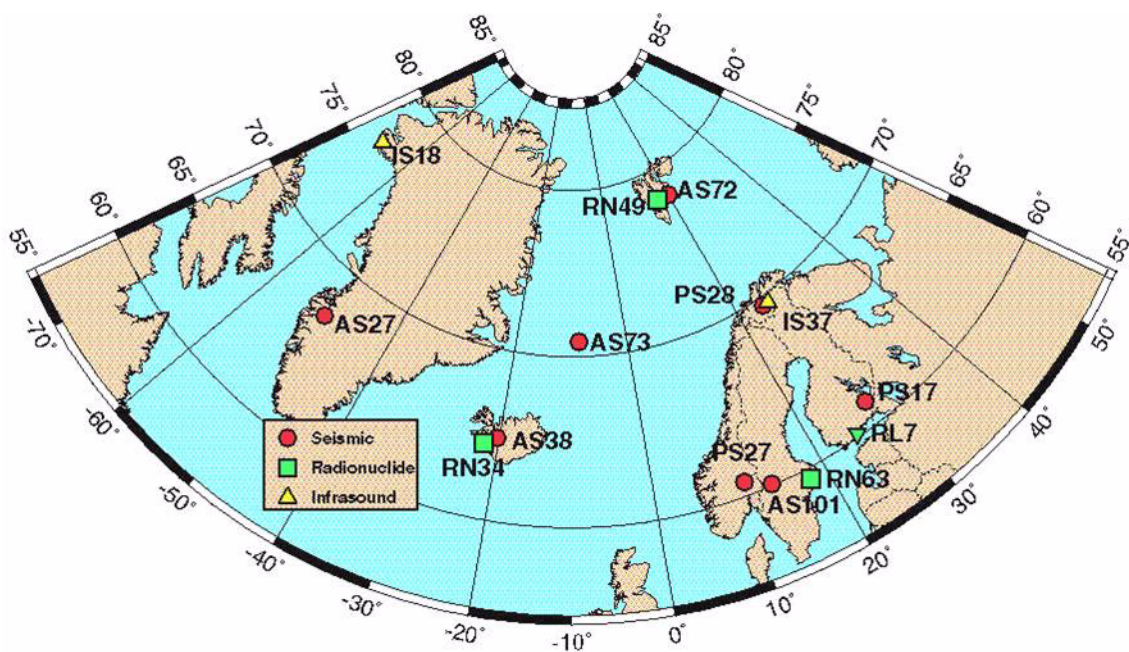 85°
80°
75°
70°
65°
60°
55°
85°
80°
75°
70°
65°
60°
55°
IS18
AS72
RN49
PS28
IS37
AS27
AS73
PS17
RL7
AS38
RN34
PS27
RN63
AS101
Seismic
Radionuclide
Infrasound
-70°
-60°
-50°
-40°
-30°
-20°
-10°
0°
10°
20°
30°
40°
50°